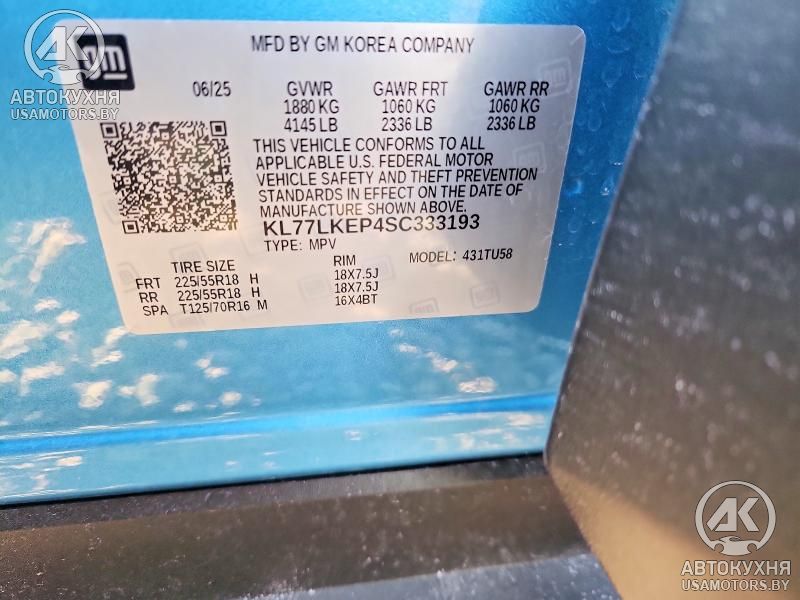 gm
MFD BY GM KOREA COMPANY
06/25 GVWR GAWR FRT GAWR RR
1880 KG 1060 KG 1060 KG
4145 LB 2336 LB 2336 LB
THIS VEHICLE CONFORMS TO ALL
APPLICABLE U.S. FEDERAL MOTOR
VEHICLE SAFETY AND THEFT PREVENTION
STANDARDS IN EFFECT ON THE DATE OF
MANUFACTURE SHOWN ABOVE.
KL77LKEP4SC333193
TYPE: MPV MODEL: 431TU58
TIRE SIZE RIM
FRT 225/55R18 H 18X7.5J
RR 225/55R18 H 18X7.5J
SPA T125/70R16 M 16X4BT
АК
АВТОКУХНЯ
USAMOTORS.BY
АК
АВТОКУХНЯ
USAMOTORS.BY